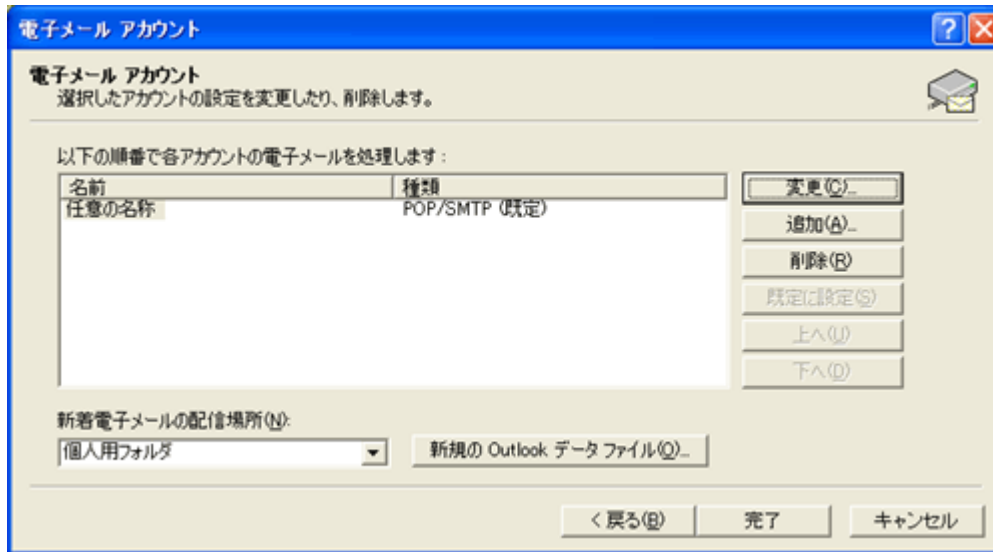 電子メール アカウント
電子メール アカウント
選択したアカウントの設定を変更したり、削除します。
以下の順番で各アカウントの電子メールを処理します:
名前 種類
任意の名称 POP/SMTP (既定)
変更(C)...
追加(A)...
削除(R)
既定に設定(S)
上へ(U)
下へ(D)
新着電子メールの配信場所(N):
個人用フォルダ 新規の Outlook データ ファイル(O)...
< 戻る(B) 完了 キャンセル